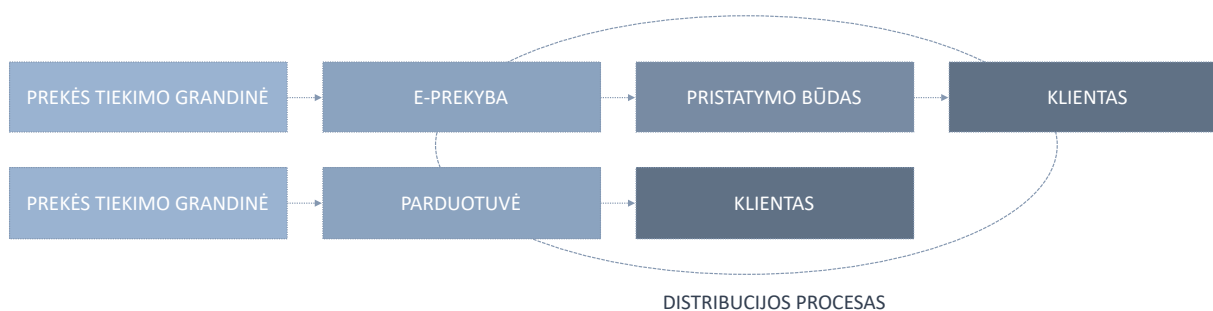 PREKĖS TIEKIMO GRANDINĖ
E-PREKYBA
PRISTATYMO BŪDAS
KLIENTAS
PREKĖS TIEKIMO GRANDINĖ
PARDUOTUVĖ
KLIENTAS
DISTRIBUCIJOS PROCESAS